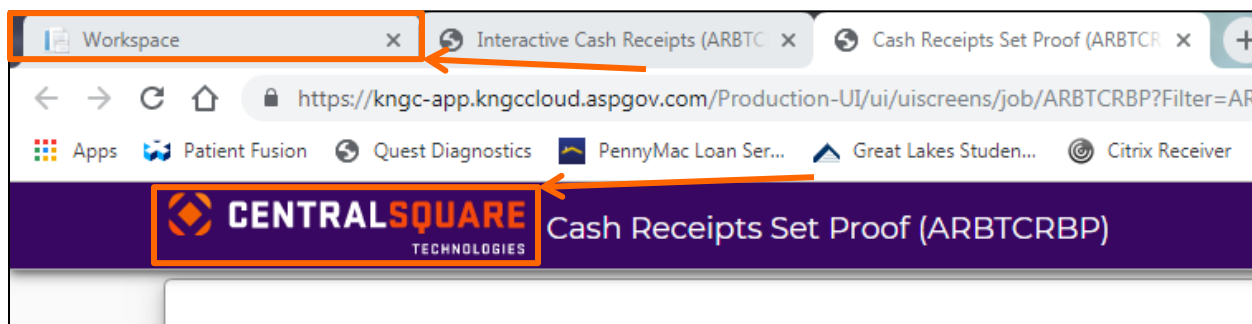 Workspace
Interactive Cash Receipts (ARBTC
Cash Receipts Set Proof (ARBTCR
https://kngc-app.kngccloud.aspgov.com/Production-UI/ui/uiscreens/job/ARBTCRBP?Filter=AR
Apps
Patient Fusion
Quest Diagnostics
PennyMac Loan Ser...
Great Lakes Studen...
Citrix Receiver
CENTRALSQUARE
TECHNOLOGIES
Cash Receipts Set Proof (ARBTCRBP)